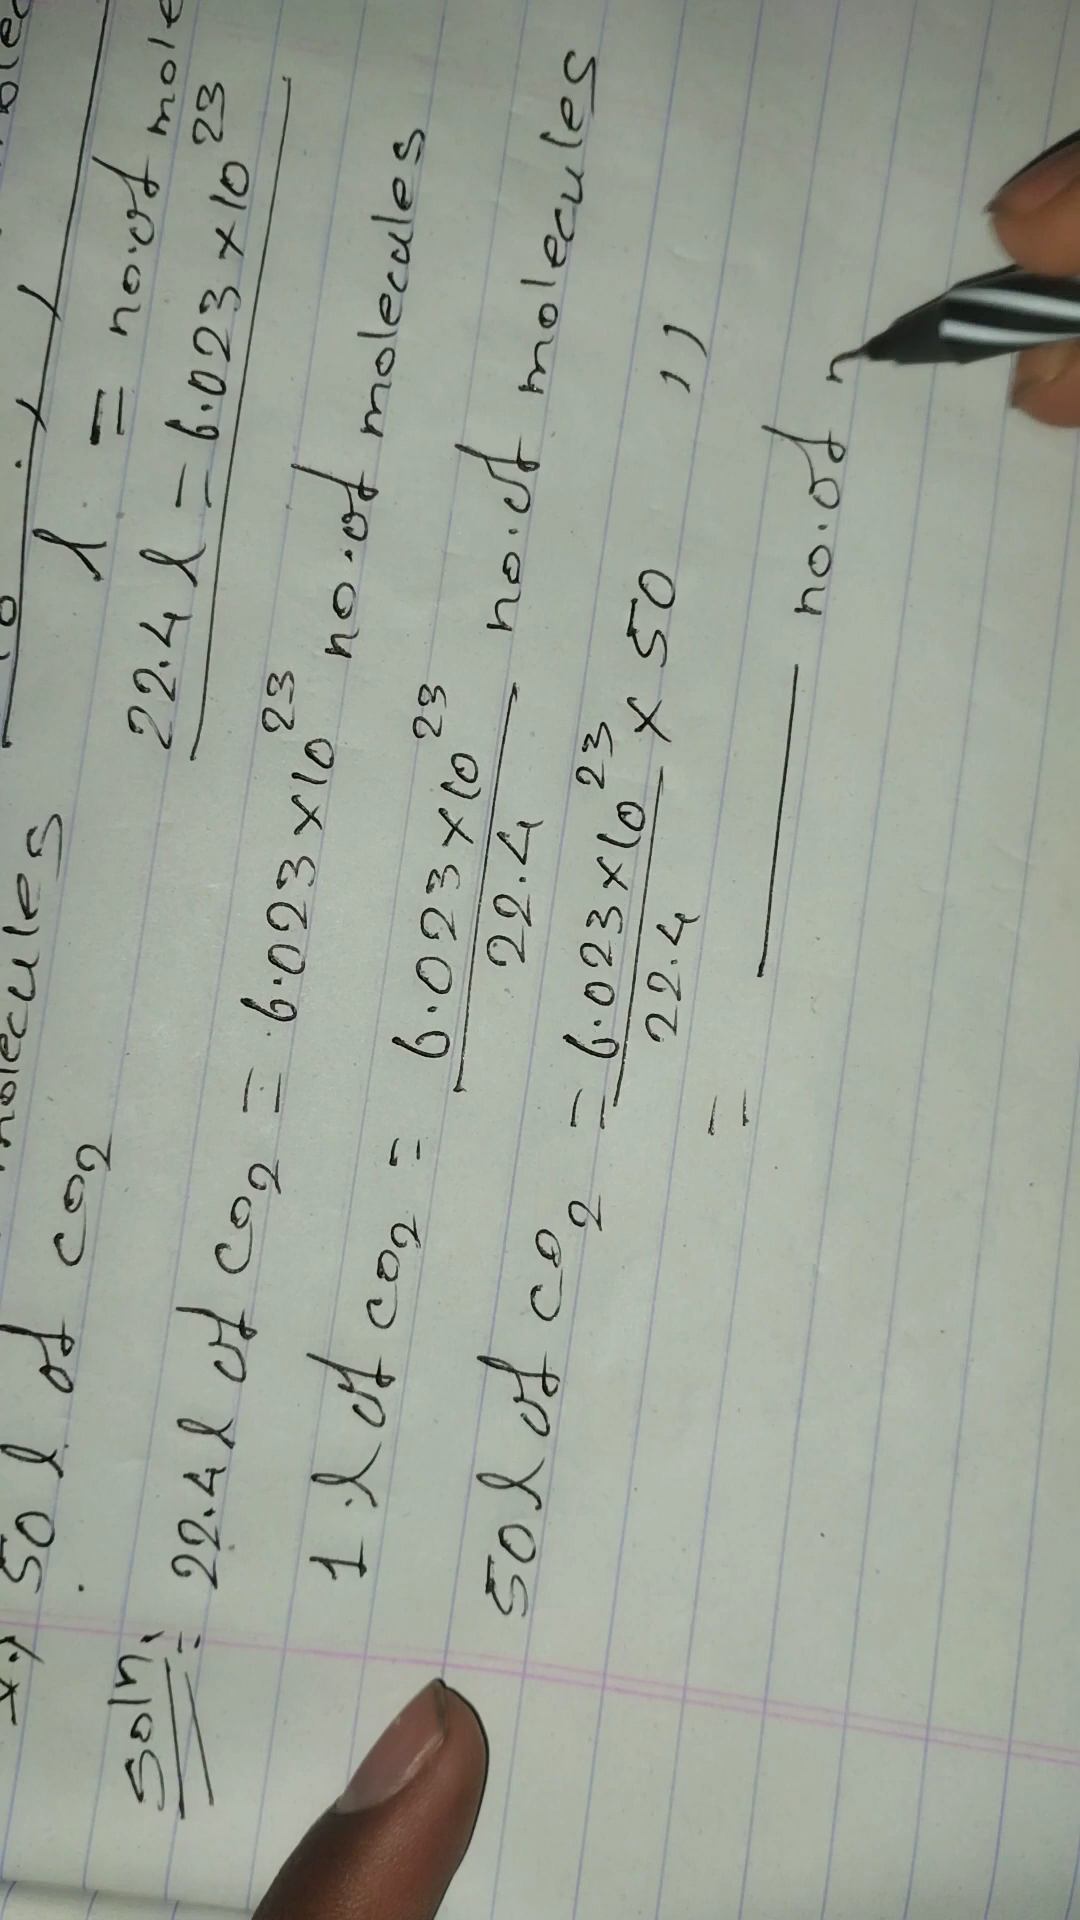 molecules
x.) 50 l of co2
l = no.of mole
22.4 l = 6.023 x 10^23
Soln:
22.4 l of co2 = 6.023 x 10^23 no.of molecules
1 l of co2 = 6.023 x 10^23 / 22.4 no.of molecules
50 l of co2 = 6.023 x 10^23 / 22.4 x 50 ''
= ——— no.of